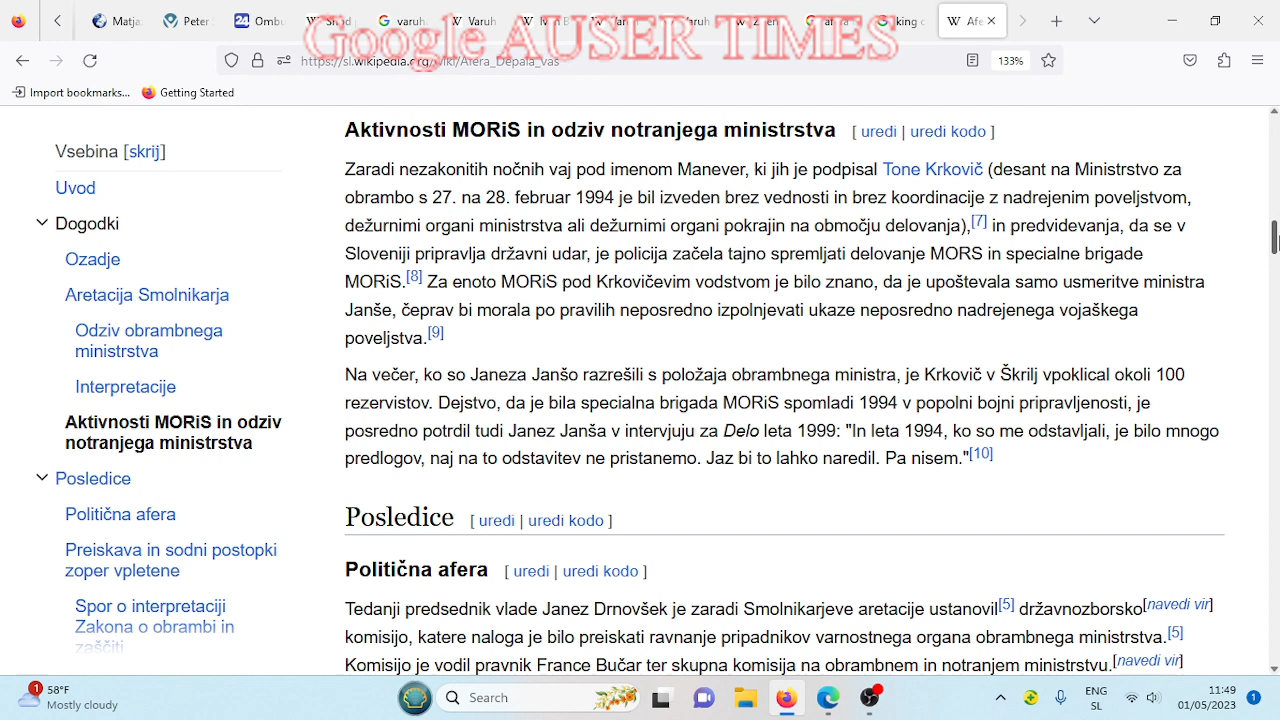 Matja
Peter
24 Ombu
W
varuh
W Varuh
W
W
ruh
W
king c
W Afe
Google AUSER TIMES
https://sl.wikipedia.org/wiki/Afera_Depala_vas
133%
Import bookmarks...
Getting Started
Vsebina [skrij]
Uvod
Dogodki
Ozadje
Aretacija Smolnikarja
Odziv obrambnega
ministrstva
Interpretacije
Aktivnosti MORiS in odziv
notranjega ministrstva
Posledice
Politična afera
Preiskava in sodni postopki
zoper vpletene
Spor o interpretaciji
Zakona o obrambi in
zaščiti
Aktivnosti MORiS in odziv notranjega ministrstva [ uredi | uredi kodo ]
Zaradi nezakonitih nočnih vaj pod imenom Manever, ki jih je podpisal Tone Krkovič (desant na Ministrstvo za
obrambo s 27. na 28. februar 1994 je bil izveden brez vednosti in brez koordinacije z nadrejenim poveljstvom,
dežurnimi organi ministrstva ali dežurnimi organi pokrajin na območju delovanja),[7] in predvidevanja, da se v
Sloveniji pripravlja državni udar, je policija začela tajno spremljati delovanje MORS in specialne brigade
MORiS.[8] Za enoto MORiS pod Krkovičevim vodstvom je bilo znano, da je upoštevala samo usmeritve ministra
Janše, čeprav bi morala po pravilih neposredno izpolnjevati ukaze neposredno nadrejenega vojaškega
poveljstva.[9]
Na večer, ko so Janeza Janšo razrešili s položaja obrambnega ministra, je Krkovič v Škrilj vpoklical okoli 100
rezervistov. Dejstvo, da je bila specialna brigada MORiS spomladi 1994 v popolni bojni pripravljenosti, je
posredno potrdil tudi Janez Janša v intervjuju za Delo leta 1999: "In leta 1994, ko so me odstavljali, je bilo mnogo
predlogov, naj na to odstavitev ne pristanemo. Jaz bi to lahko naredil. Pa nisem."[10]
Posledice [ uredi | uredi kodo ]
Politična afera [ uredi | uredi kodo ]
Tedanji predsednik vlade Janez Drnovšek je zaradi Smolnikarjeve aretacije ustanovil[5] državnozborsko[navedi vir]
komisijo, katere naloga je bilo preiskati ravnanje pripadnikov varnostnega organa obrambnega ministrstva.[5]
Komisijo je vodil pravnik France Bučar ter skupna komisija na obrambnem in notranjem ministrstvu.[navedi vir]
1
58°F
Mostly cloudy
Search
ENG
SL
11:49
01/05/2023
1